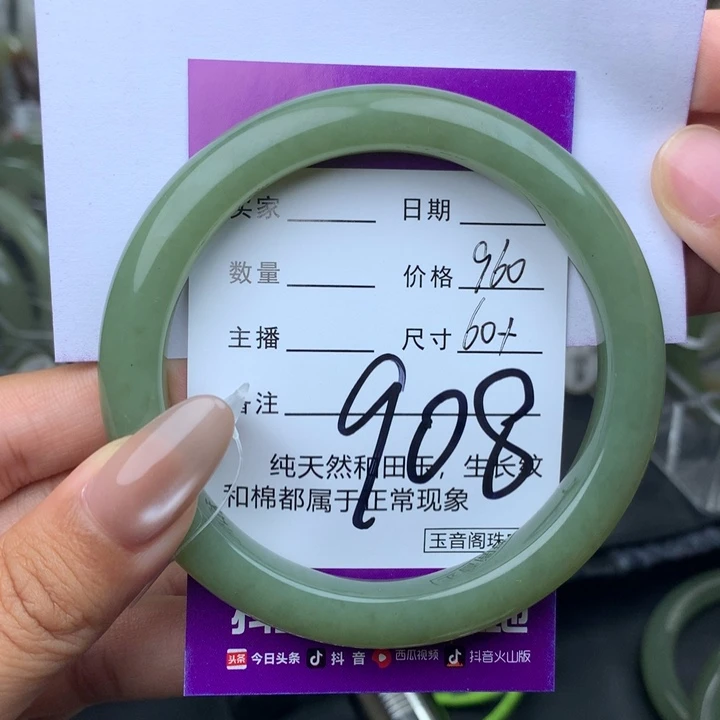 买家 日期
数量 价格 960
主播 尺寸 60+
备注
908
纯天然和田玉，生长纹
和棉都属于正常现象
玉音阁珠
头条 今日头条 抖音 西瓜视频 抖音火山版